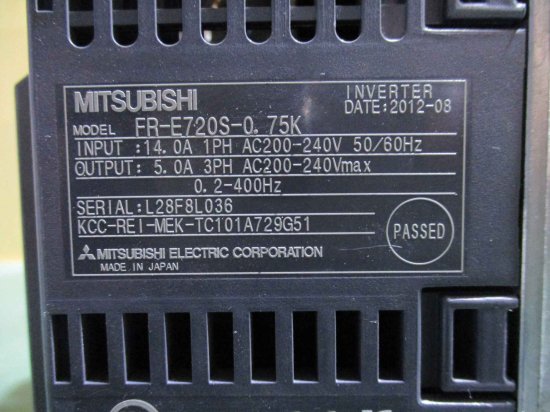 MITSUBISHI
INVERTER
DATE:2012-08
MODEL FR-E720S-0.75K
INPUT :14.0A 1PH AC200-240V 50/60Hz
OUTPUT: 5.0A 3PH AC200-240Vmax
0.2-400Hz
SERIAL:L28F8L036
KCC-REI-MEK-TC101A729G51
PASSED
MITSUBISHI ELECTRIC CORPORATION
MADE IN JAPAN